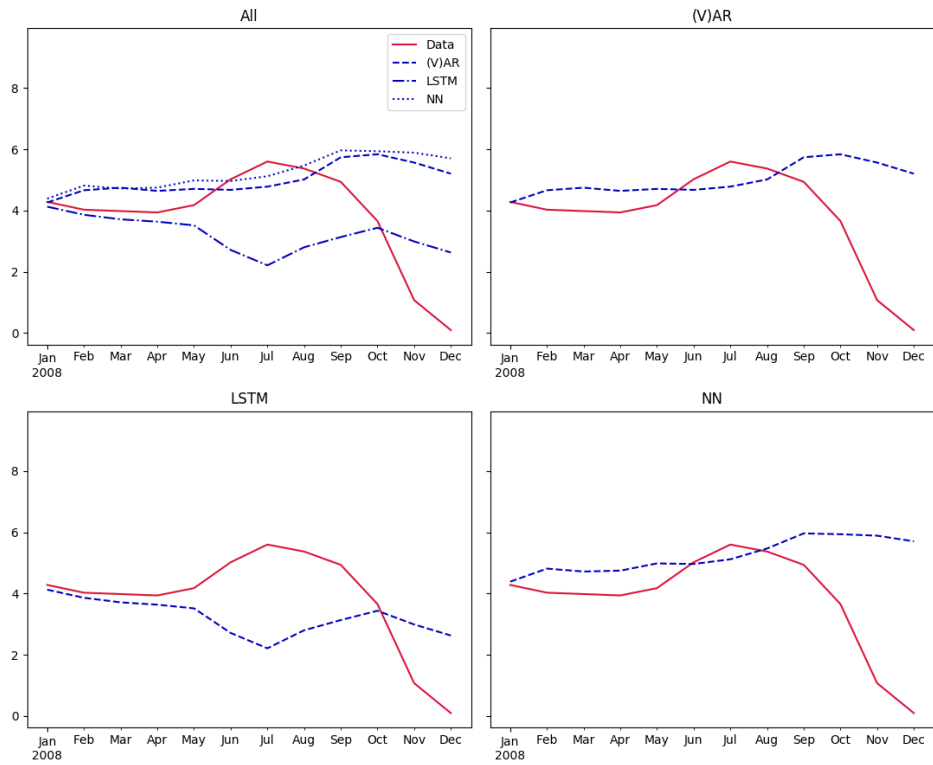 All
Data
(V)AR
LSTM
NN
8
6
4
2
0
Jan Feb Mar Apr May Jun Jul Aug Sep Oct Nov Dec
2008
(V)AR
Jan Feb Mar Apr May Jun Jul Aug Sep Oct Nov Dec
2008
LSTM
8
6
4
2
0
Jan Feb Mar Apr May Jun Jul Aug Sep Oct Nov Dec
2008
NN
Jan Feb Mar Apr May Jun Jul Aug Sep Oct Nov Dec
2008